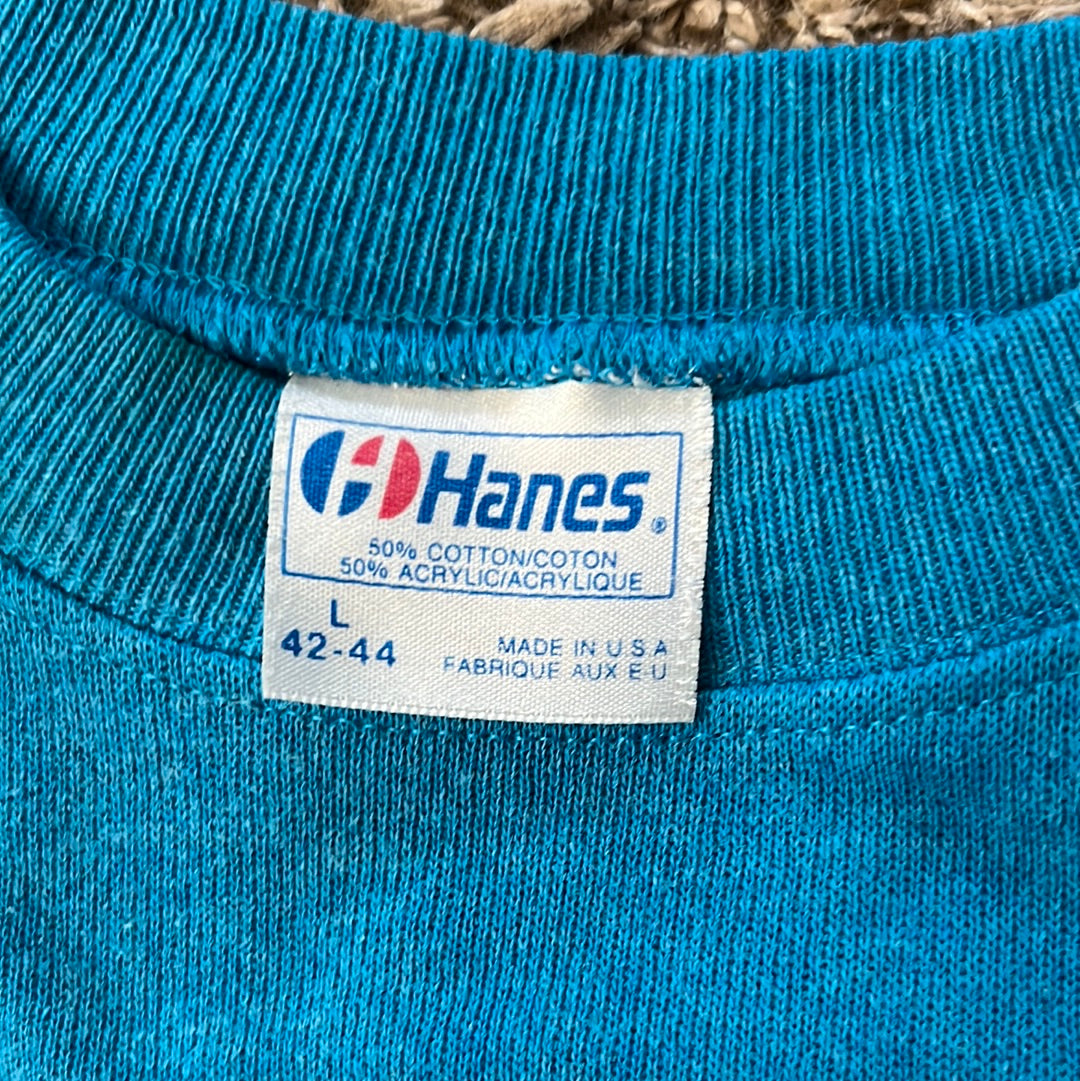 Hanes®
50% COTTON/COTON
50% ACRYLIC/ACRYLIQUE
L
42-44
MADE IN U S A
FABRIQUE AUX E U